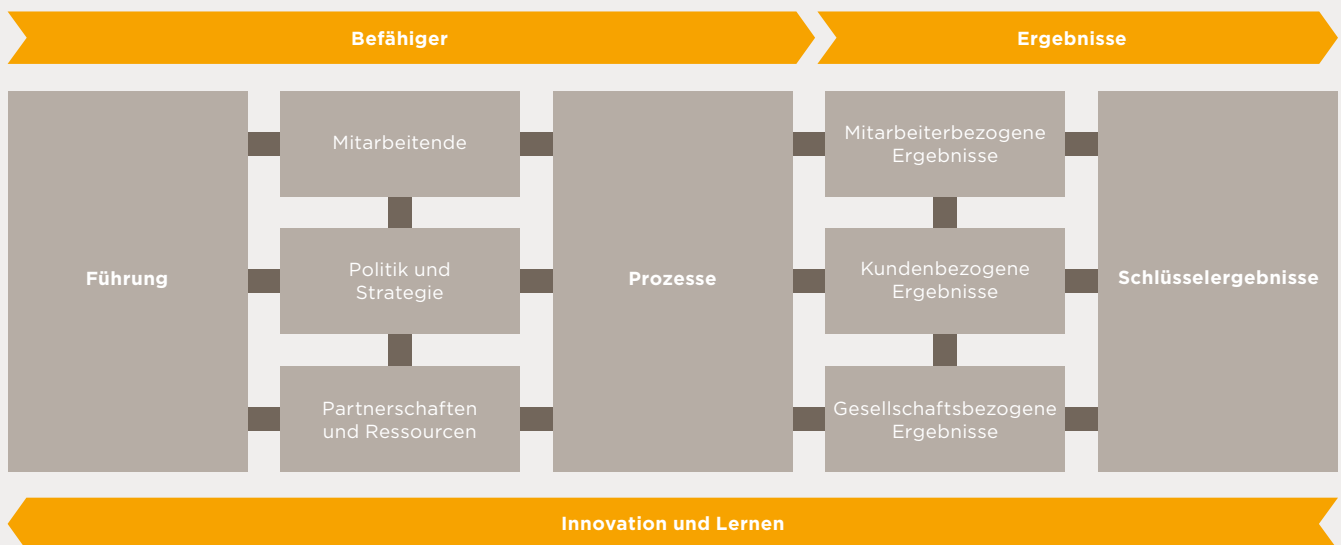 Befähiger
Ergebnisse
Führung
Mitarbeitende
Politik und
Strategie
Partnerschaften
und Ressourcen
Prozesse
Mitarbeiterbezogene
Ergebnisse
Kundenbezogene
Ergebnisse
Gesellschaftsbezogene
Ergebnisse
Schlüsselergebnisse
Innovation und Lernen